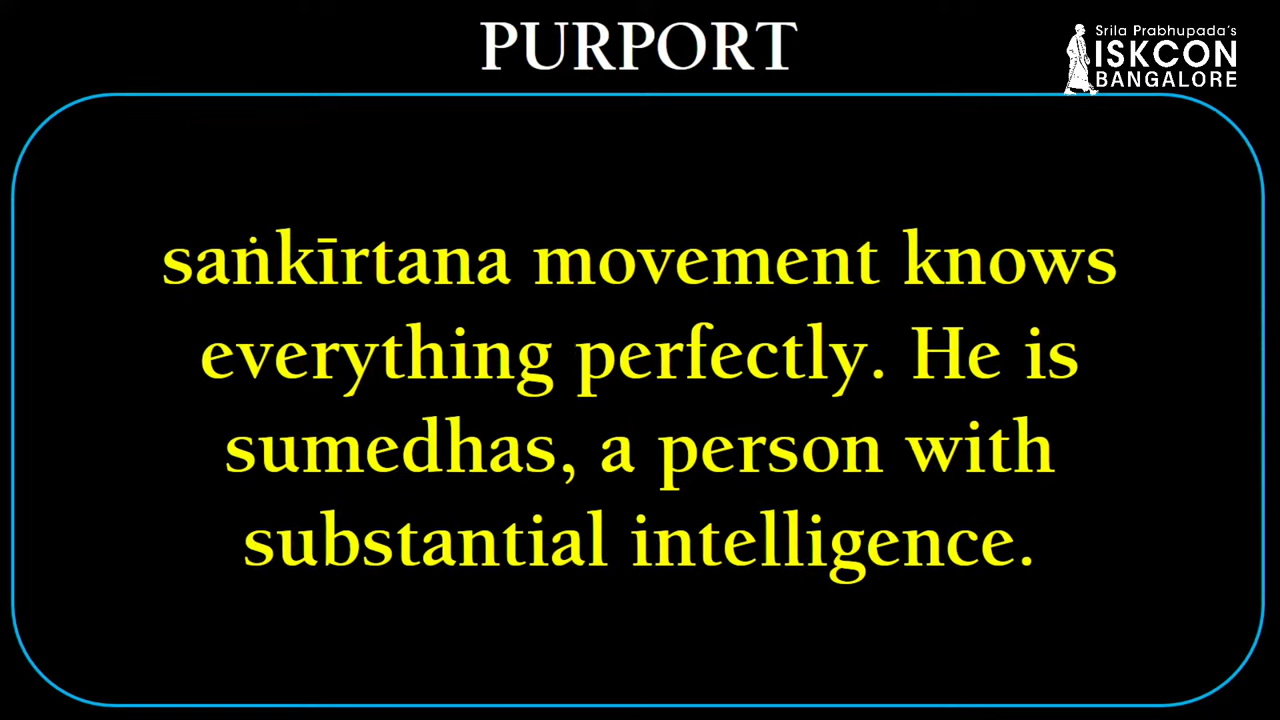 PURPORT
Srila Prabhupada's
ISKCON
BANGALORE
saṅkīrtana movement knows
everything perfectly. He is
sumedhas, a person with
substantial intelligence.